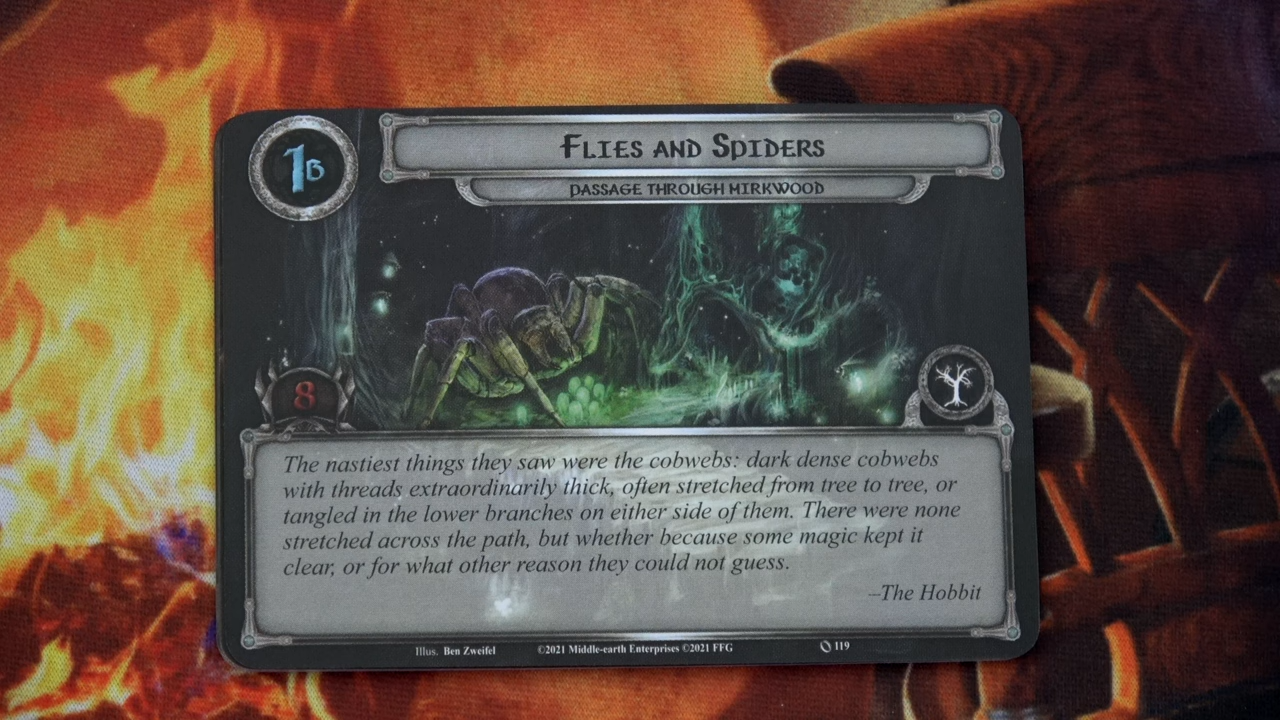 1B
FLIES AND SPIDERS
PASSAGE THROUGH MIRKWOOD
8
The nastiest things they saw were the cobwebs: dark dense cobwebs
with threads extraordinarily thick, often stretched from tree to tree, or
tangled in the lower branches on either side of them. There were none
stretched across the path, but whether because some magic kept it
clear, or for what other reason they could not guess.
–The Hobbit
Illus. Ben Zweifel ©2021 Middle-earth Enterprises ©2021 FFG 119